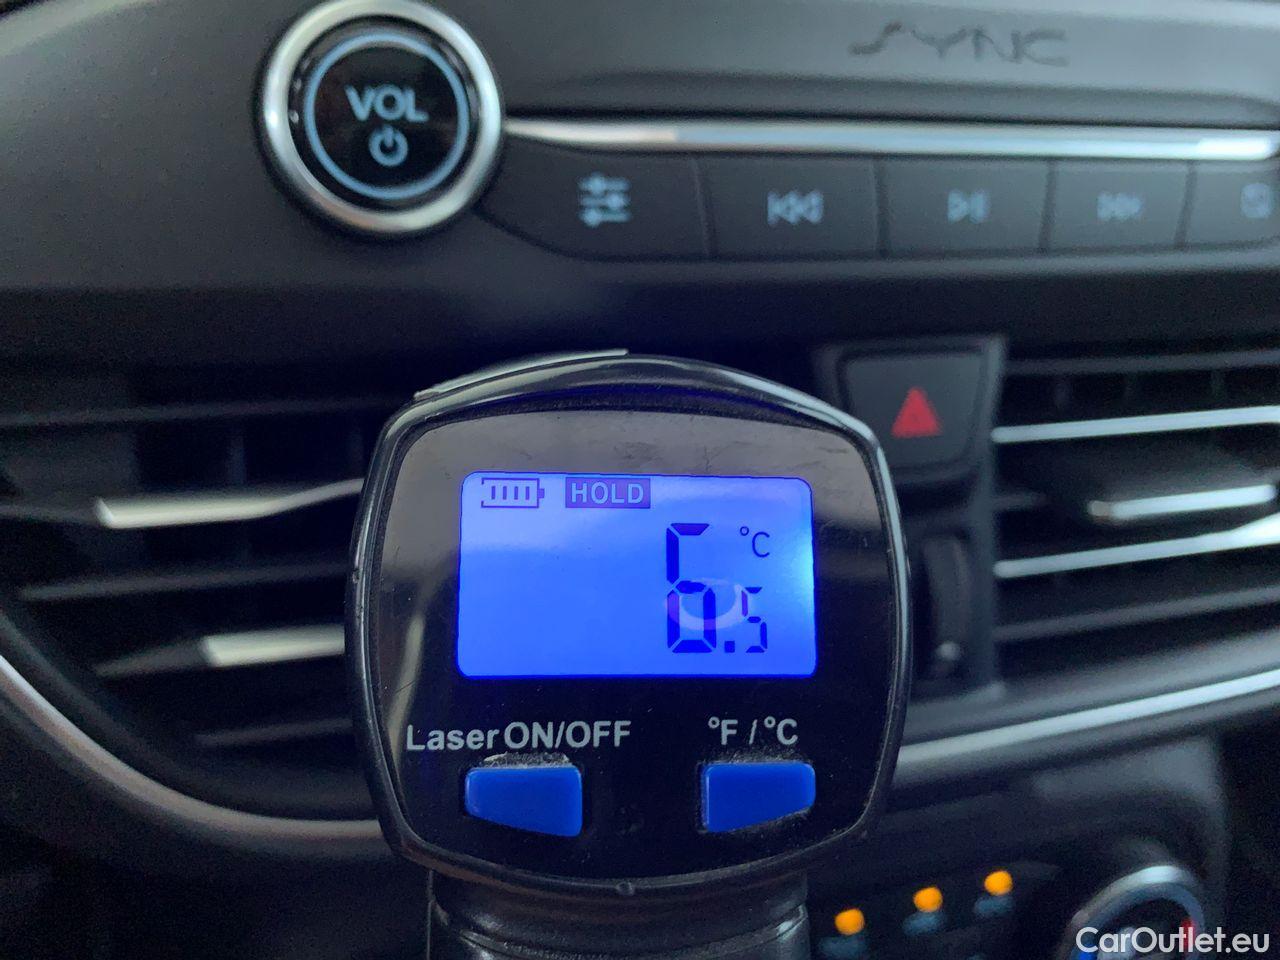 SYNC
VOL
HOLD
°C
6.5
Laser ON/OFF
°F / °C
CarOutlet.eu